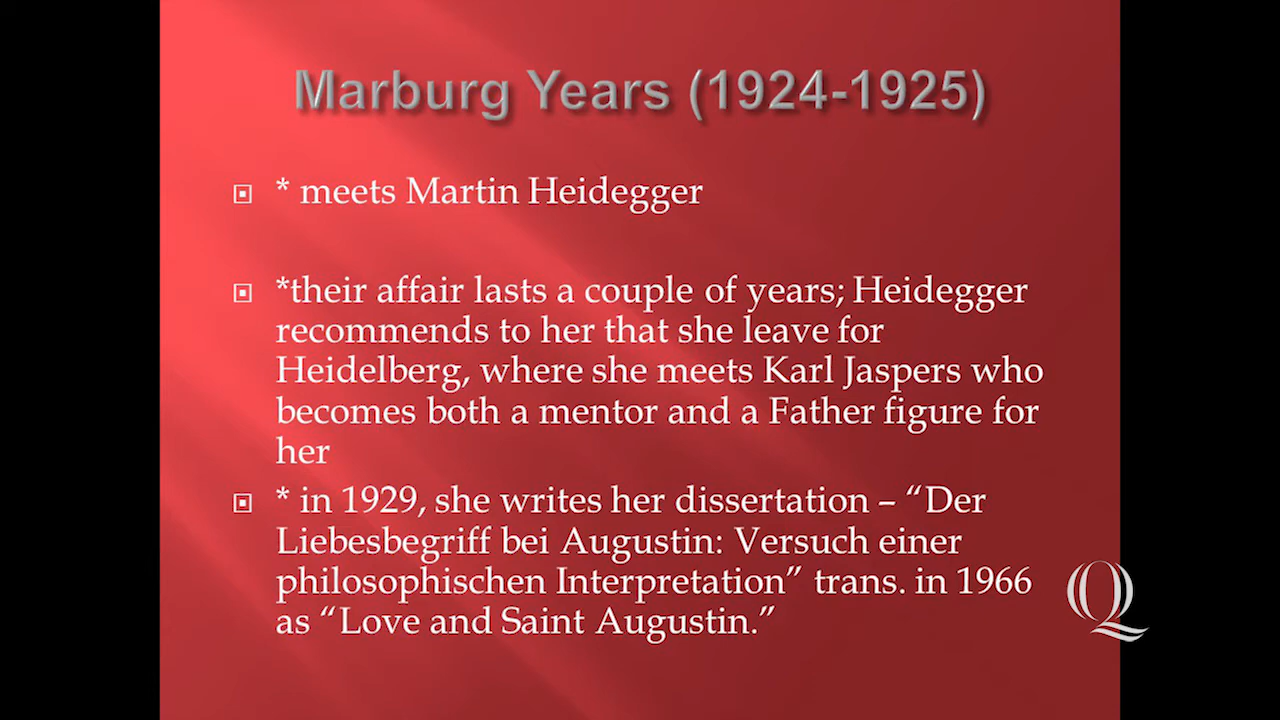 Marburg Years (1924-1925)
* meets Martin Heidegger
*their affair lasts a couple of years; Heidegger
recommends to her that she leave for
Heidelberg, where she meets Karl Jaspers who
becomes both a mentor and a Father figure for
her
* in 1929, she writes her dissertation – “Der
Liebesbegriff bei Augustin: Versuch einer
philosophischen Interpretation” trans. in 1966
as “Love and Saint Augustin.”
Q